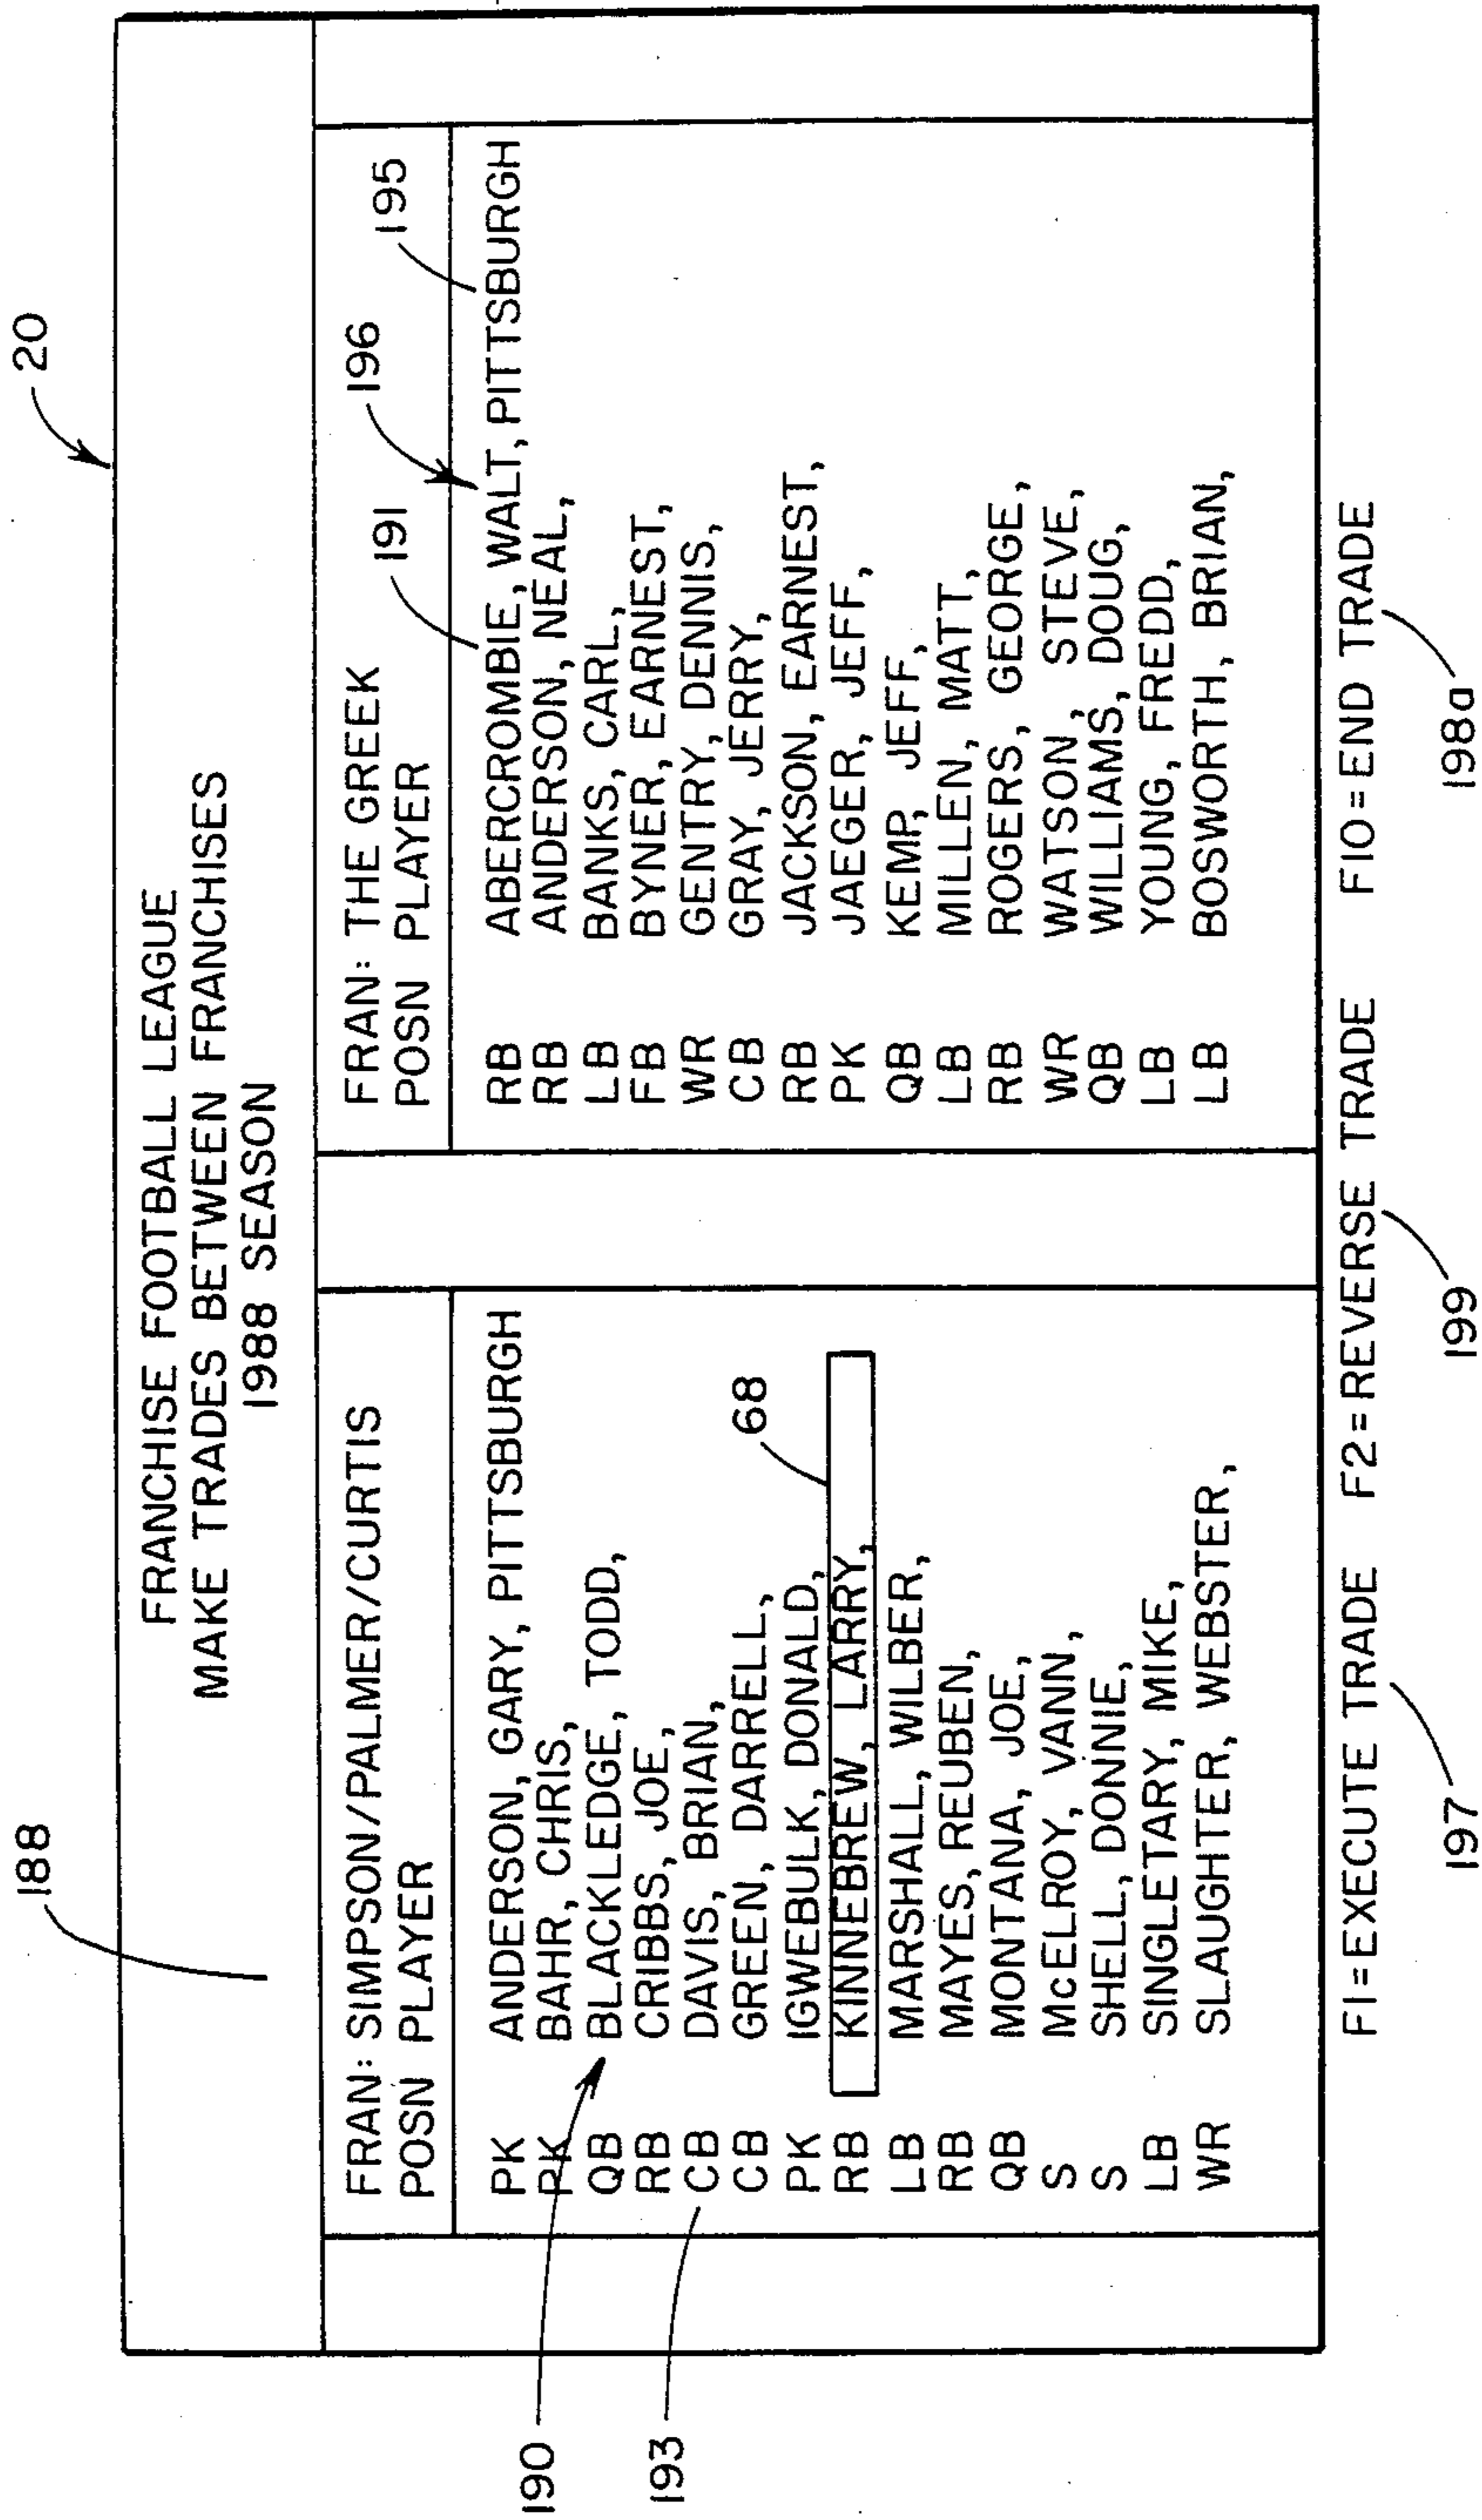 20
188
FRANCHISE FOOTBALL LEAGUE
MAKE TRADES BETWEEN FRANCHISES
1988 SEASON
FRAN: SIMPSON/PALMER/CURTIS
POSN PLAYER
190
193
PK ANDERSON, GARY, PITTSBURGH
PK BAHR, CHRIS,
QB BLACKLEDGE, TODD,
RB CRIBBS, JOE,
CB DAVIS, BRIAN,
CB GREEN, DARRELL,
68
PK IGWEBULK, DONALD,
RB KINNEBREW, LARRY,
LB MARSHALL, WILBER,
RB MAYES, REUBEN,
QB MONTANA, JOE,
S McELROY, VANN,
S SHELL, DONNIE,
LB SINGLETARY, MIKE,
WR SLAUGHTER, WEBSTER,
FRAN: THE GREEK
POSN PLAYER
191
196
195
RB ABERCROMBIE, WALT, PITTSBURGH
RB ANDERSON, NEAL,
LB BANKS, CARL,
FB BYNER, EARNEST,
WR GENTRY, DENNIS,
CB GRAY, JERRY,
RB JACKSON, EARNEST,
PK JAEGER, JEFF,
QB KEMP, JEFF,
LB MILLEN, MATT,
RB ROGERS, GEORGE,
WR WATSON, STEVE,
QB WILLIAMS, DOUG,
LB YOUNG, FREDD,
LB BOSWORTH, BRIAN,
F1=EXECUTE TRADE F2=REVERSE TRADE F10=END TRADE
197 199 198a